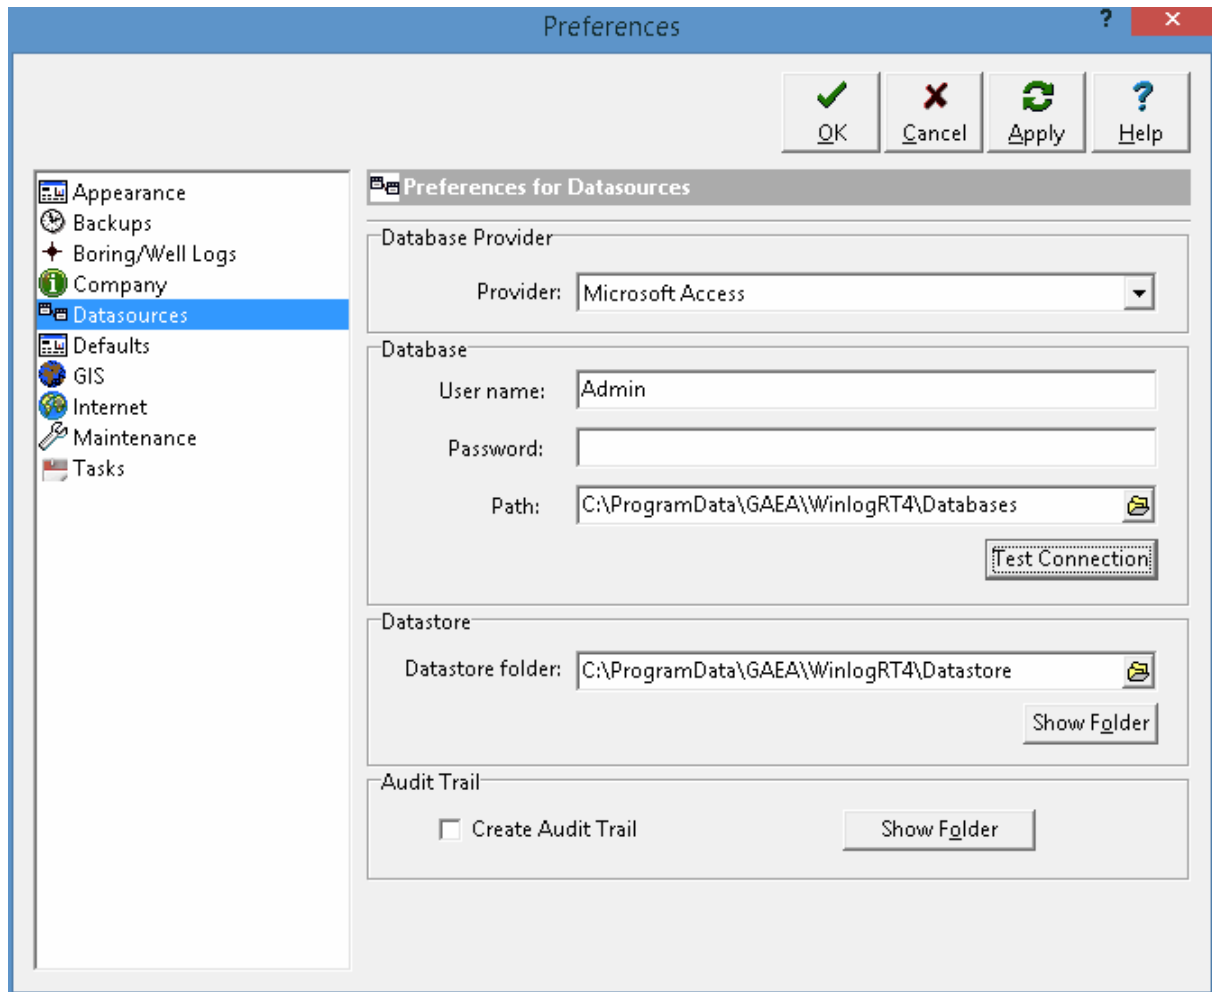 Preferences
?
x
OK
Cancel
Apply
?
Help
Appearance
Backups
Boring/Well Logs
Company
Datasources
Defaults
GIS
Internet
Maintenance
Tasks
Preferences for Datasources
Database Provider
Provider: Microsoft Access
Database
User name: Admin
Password:
Path: C:\ProgramData\GAEA\WinlogRT4\Databases
Test Connection
Datastore
Datastore folder: C:\ProgramData\GAEA\WinlogRT4\Datastore
Show Folder
Audit Trail
Create Audit Trail Show Folder